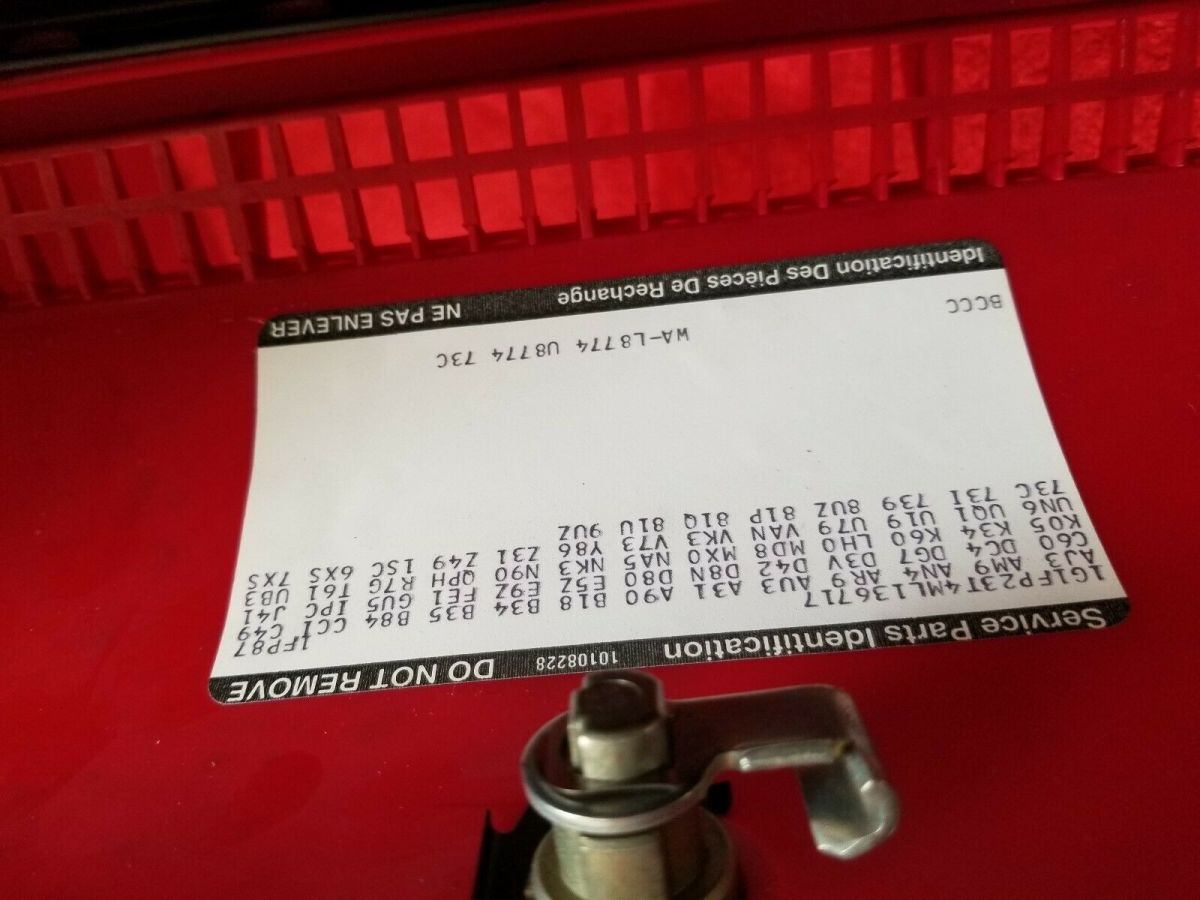 Service Parts Identification 10108228 DO NOT REMOVE
1G1FP23T4ML136717 1FP87
AJ3 AM9 AN4 AR9 AU3 A31 A90 B18 B34 B35 B84 CC1 C49
C60 DC4 DG7 D3V D42 D8N D80 E5Z E9Z FE1 GU5 IPC J41
K05 K34 K60 LH0 MD8 MX0 NA5 NK3 N90 QPH R7G T61 UB3
UN6 UQ1 U19 U79 VAN VK3 V73 Y86 Z31 Z49 1SC 6XS 7XS
73C 73I 739 8UZ 81P 81Q 81U 9UZ
BCCC WA-L8774 U8774 73C
Identification Des Pièces De Rechange NE PAS ENLEVER